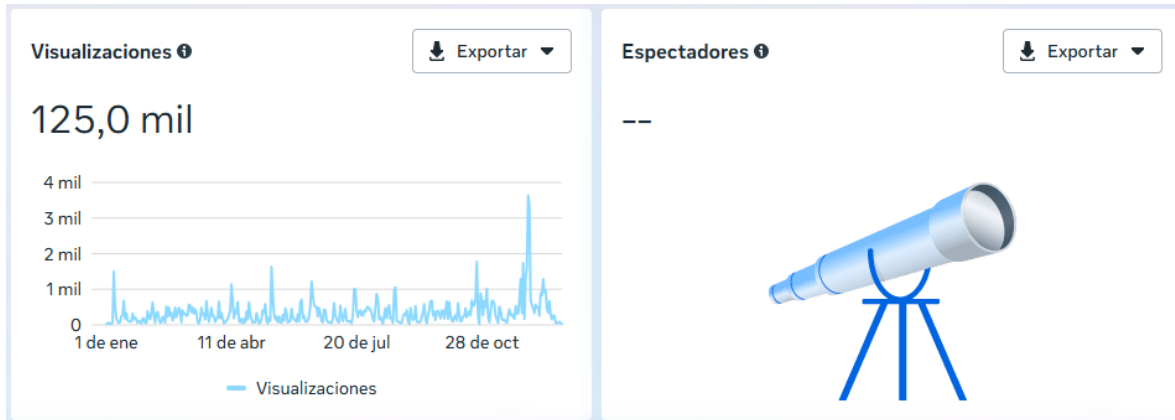 Visualizaciones
Exportar
125,0 mil
4 mil
3 mil
2 mil
1 mil
0
1 de ene
11 de abr
20 de jul
28 de oct
Visualizaciones
Espectadores
Exportar
--